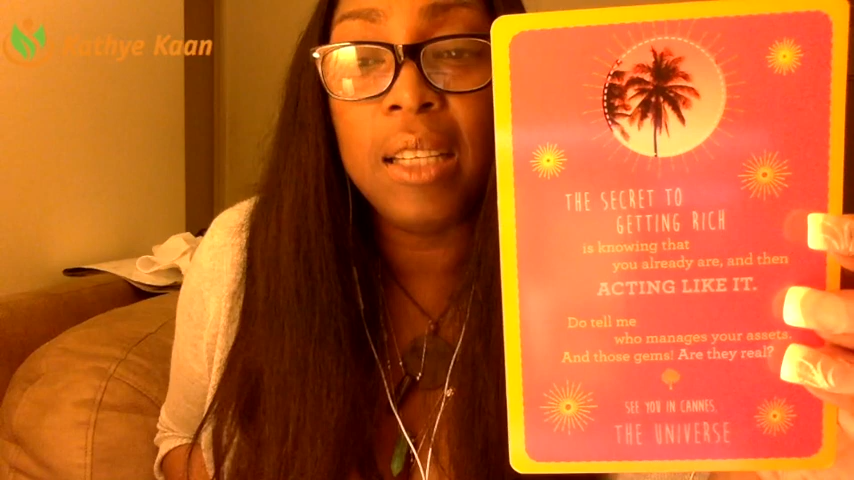 Kathye Kaan
THE SECRET TO
GETTING RICH
is knowing that
you already are, and then
ACTING LIKE IT.
Do tell me
who manages your assets.
And those gems! Are they real?
SEE YOU IN CANNES,
THE UNIVERSE